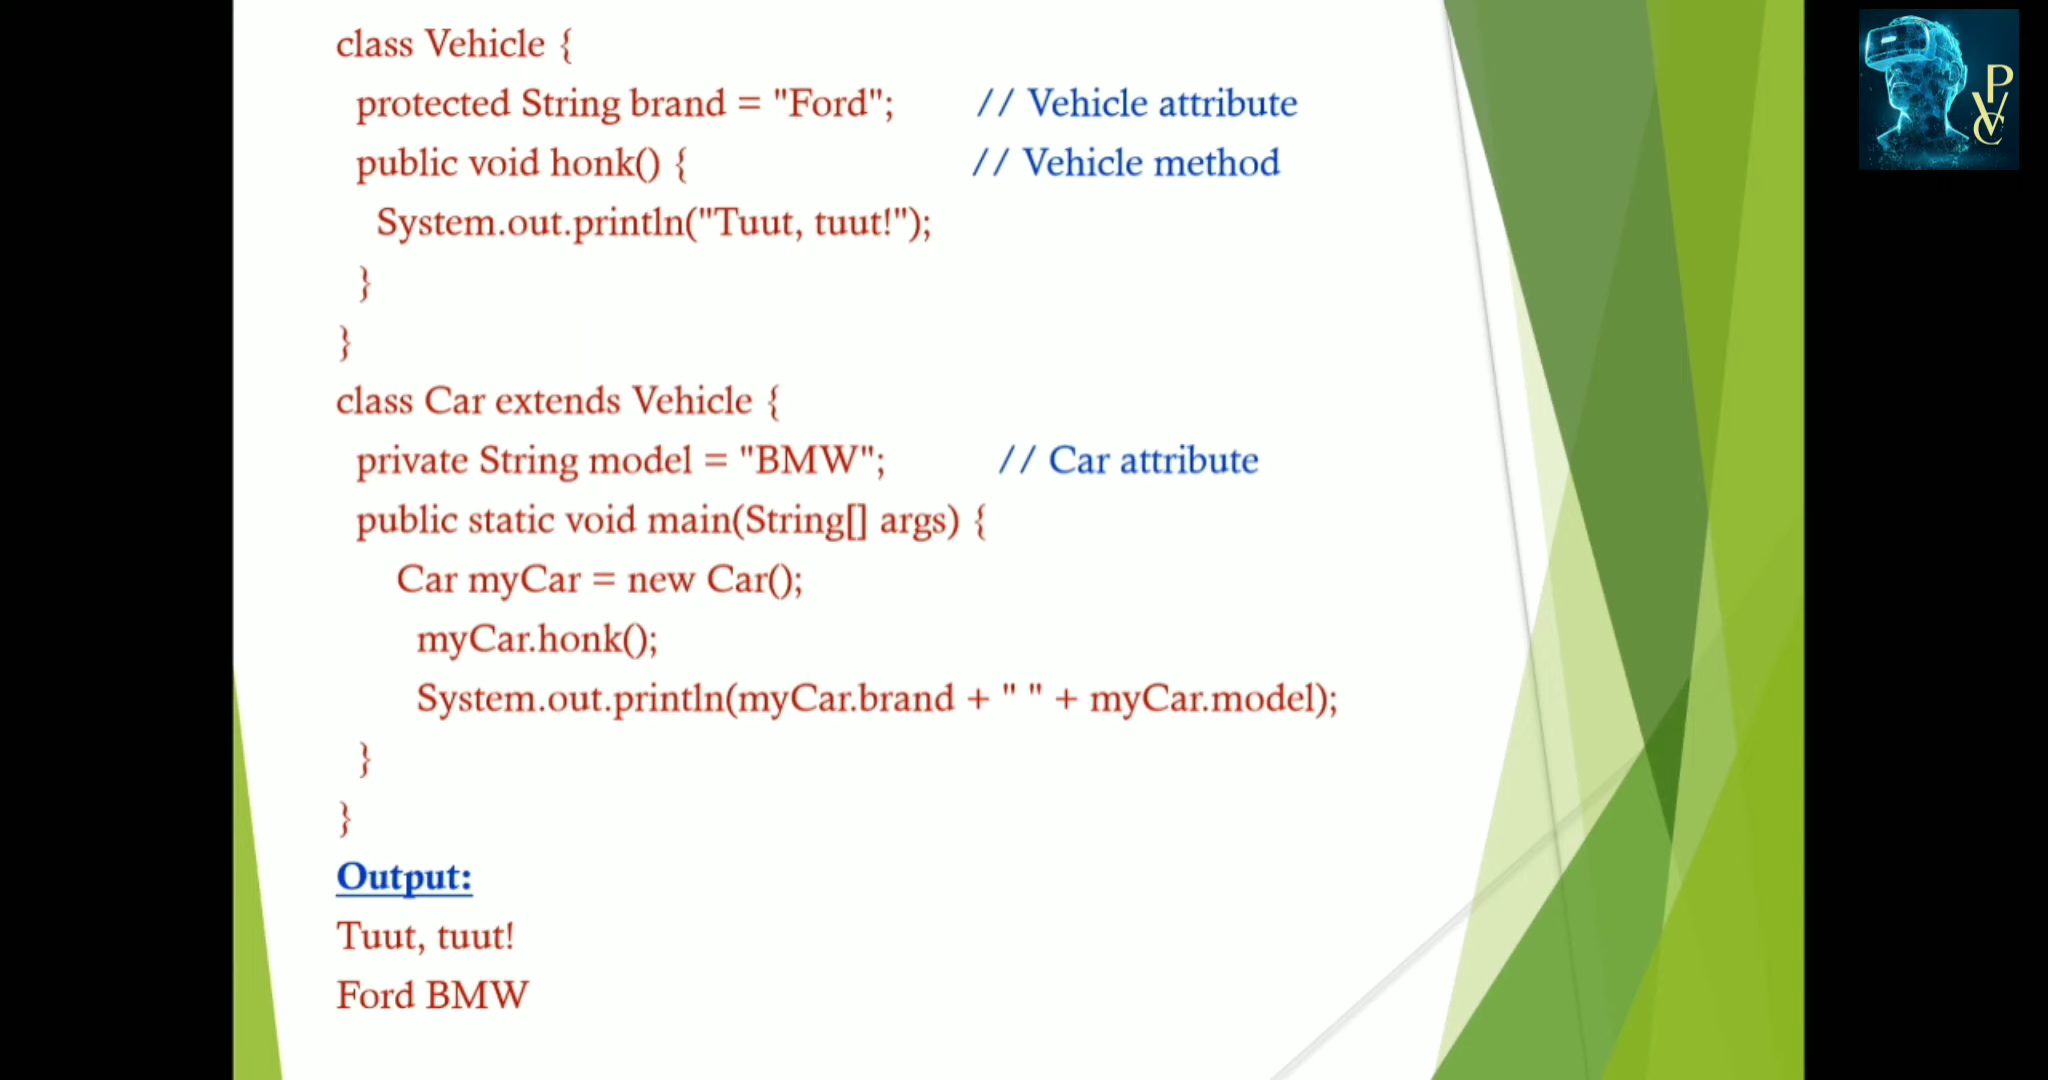 class Vehicle {
protected String brand = "Ford"; // Vehicle attribute
public void honk() { // Vehicle method
System.out.println("Tuut, tuut!");
}
}
class Car extends Vehicle {
private String model = "BMW"; // Car attribute
public static void main(String[] args) {
Car myCar = new Car();
myCar.honk();
System.out.println(myCar.brand + " " + myCar.model);
}
}
Output:
Tuut, tuut!
Ford BMW
PVC